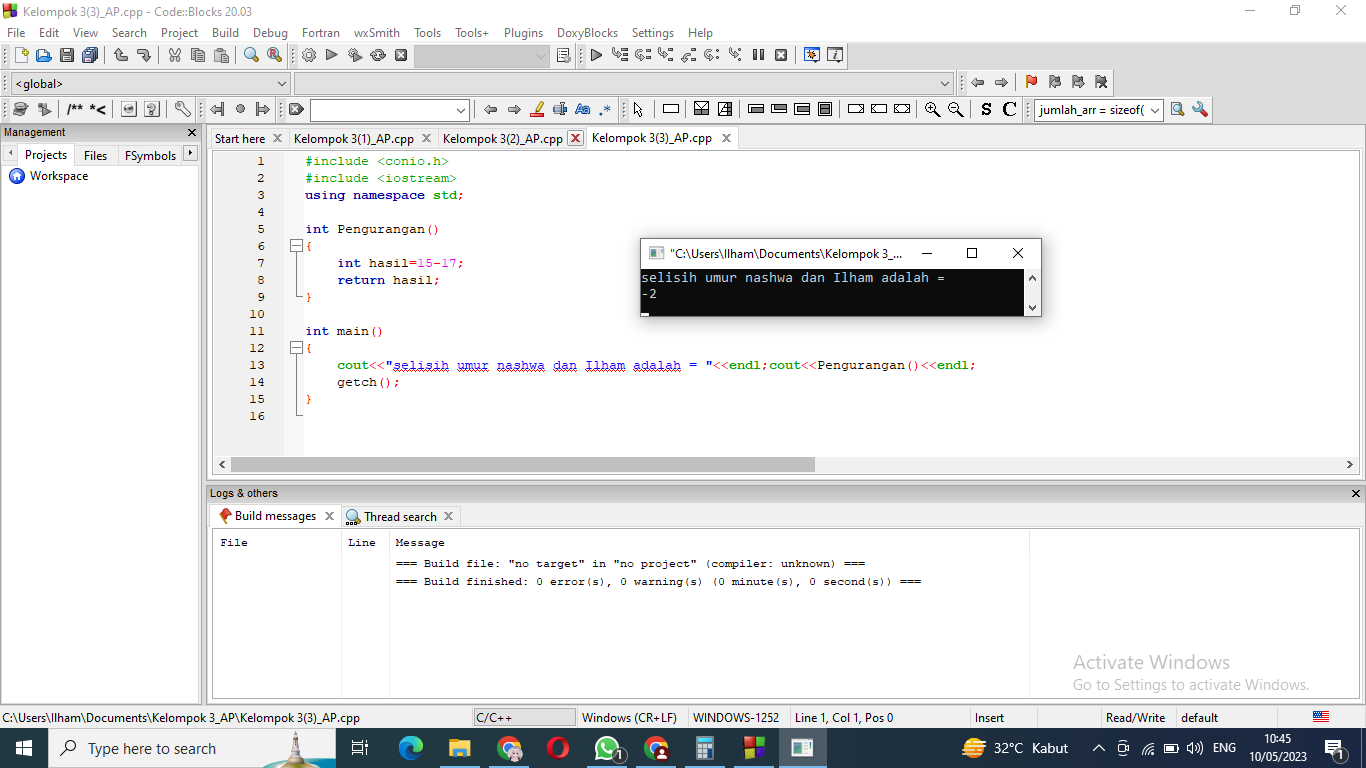 Kelompok 3(3)_AP.cpp - Code::Blocks 20.03
File Edit View Search Project Build Debug Fortran wxSmith Tools Tools+ Plugins DoxyBlocks Settings Help
<global>
/** *<
Aa .* S C jumlah_arr = sizeof(
Management
Projects Files FSymbols
Workspace
Start here Kelompok 3(1)_AP.cpp Kelompok 3(2)_AP.cpp Kelompok 3(3)_AP.cpp
1 #include <conio.h>
2 #include <iostream>
3 using namespace std;
4
5 int Pengurangan()
6 {
7 int hasil=15-17;
8 return hasil;
9 }
10
11 int main()
12 {
13 cout<<"selisih umur nashwa dan Ilham adalah = "<<endl;cout<<Pengurangan()<<endl;
14 getch();
15 }
16
"C:\Users\Ilham\Documents\Kelompok 3_...
selisih umur nashwa dan Ilham adalah =
-2
Logs & others
Build messages Thread search
File Line Message
=== Build file: "no target" in "no project" (compiler: unknown) ===
=== Build finished: 0 error(s), 0 warning(s) (0 minute(s), 0 second(s)) ===
Activate Windows
Go to Settings to activate Windows.
C:\Users\Ilham\Documents\Kelompok 3_AP\Kelompok 3(3)_AP.cpp C/C++ Windows (CR+LF) WINDOWS-1252 Line 1, Col 1, Pos 0 Insert Read/Write default
Type here to search
1
32°C Kabut ENG
10:45
10/05/2023
1